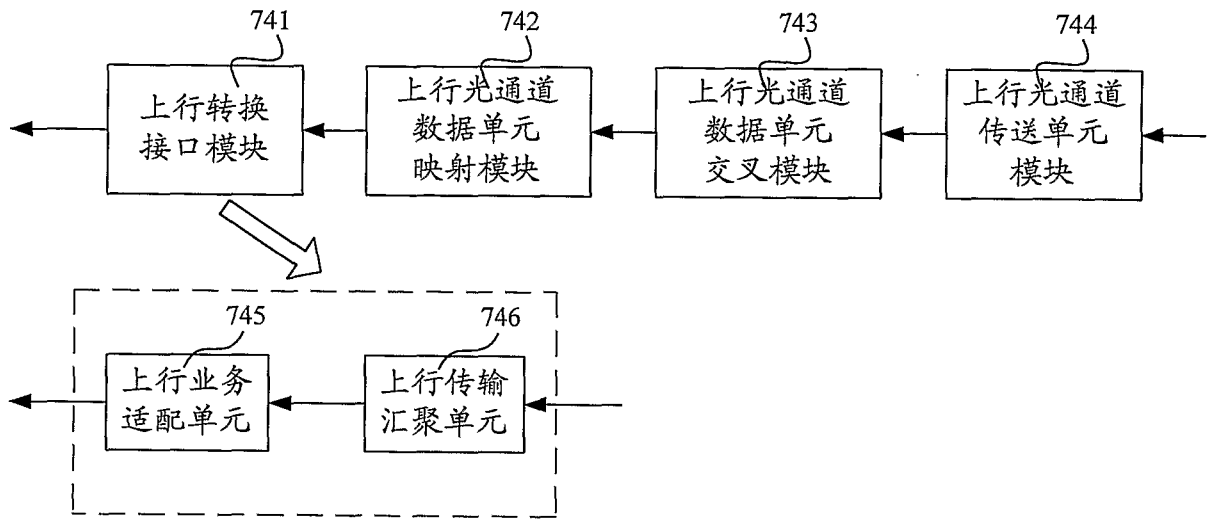 741
742
743
744
上行转换
接口模块
上行光通道
数据单元
映射模块
上行光通道
数据单元
交叉模块
上行光通道
传送单元
模块
745
746
上行业务
适配单元
上行传输
汇聚单元